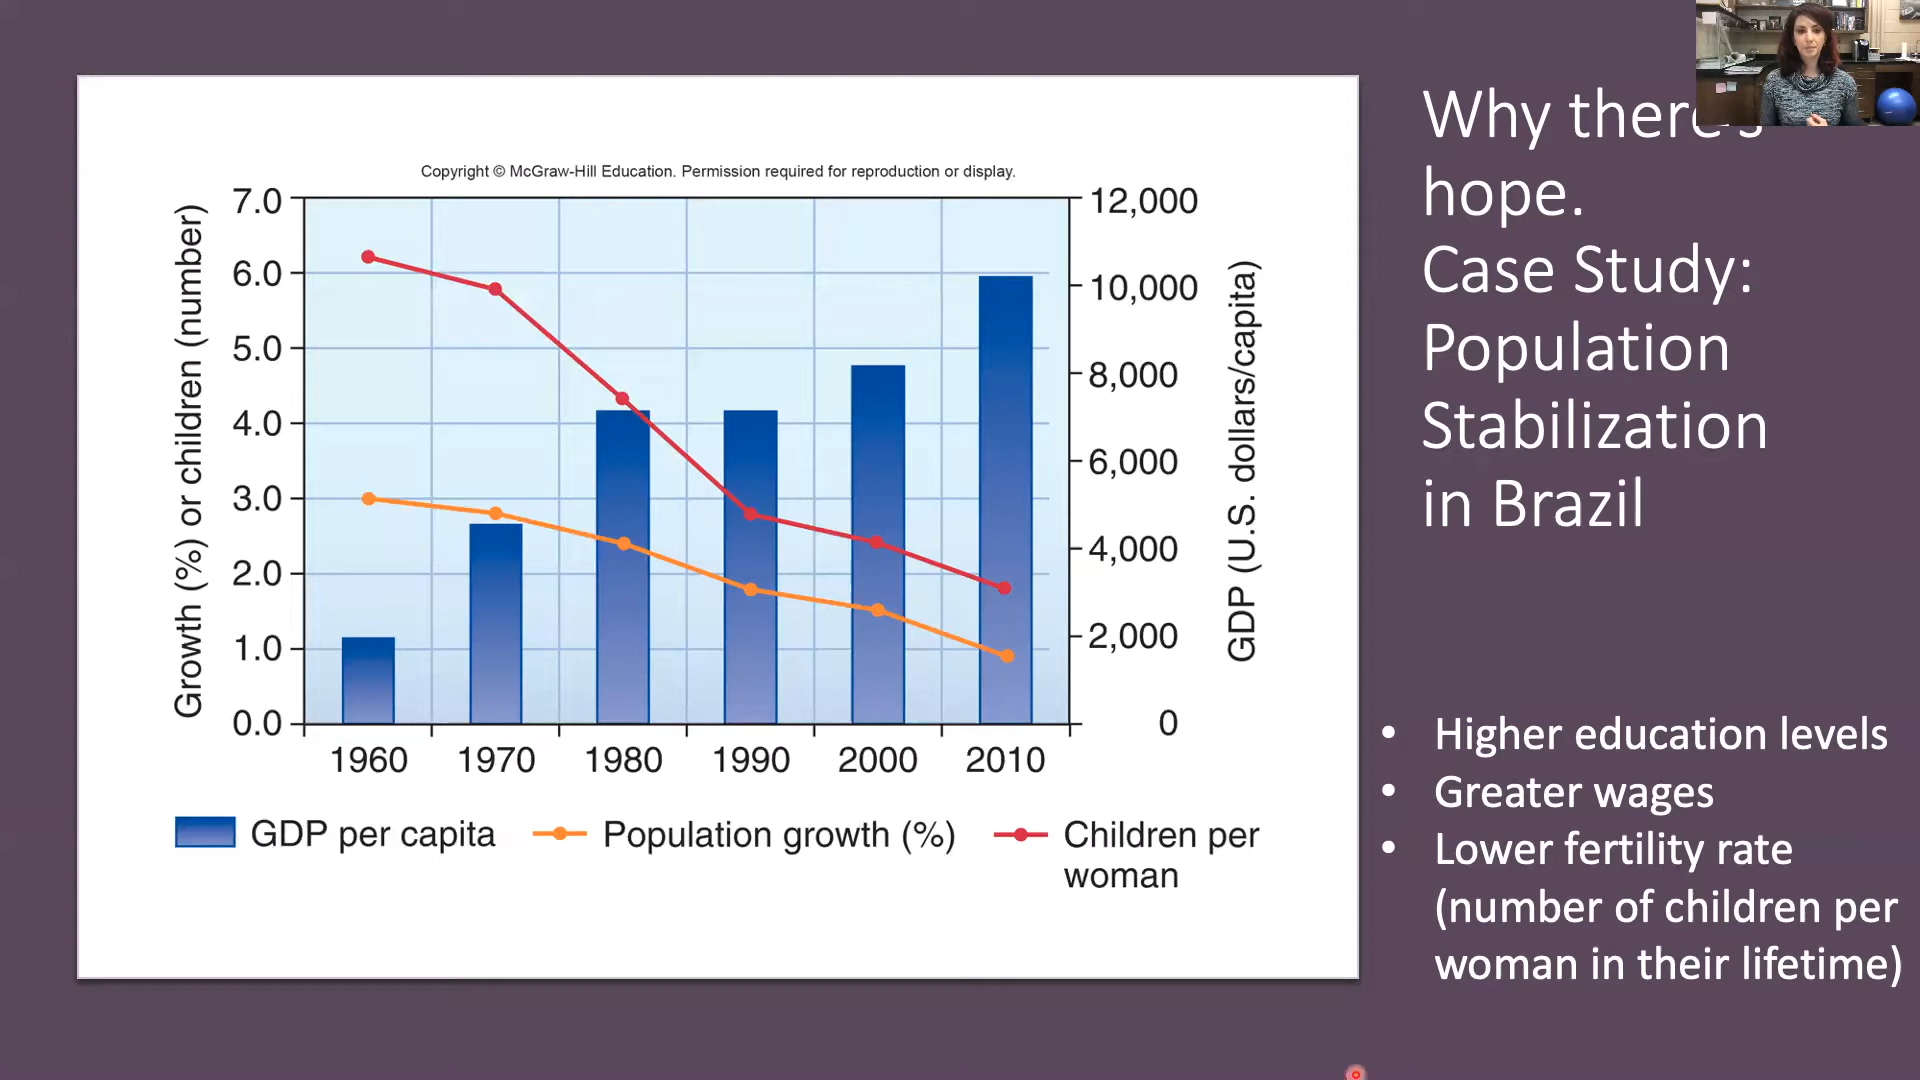 Why there's
hope.
Case Study:
Population
Stabilization
in Brazil
Copyright © McGraw-Hill Education. Permission required for reproduction or display.
Growth (%) or children (number)
7.0
6.0
5.0
4.0
3.0
2.0
1.0
0.0
12,000
10,000
8,000
6,000
4,000
2,000
0
GDP (U.S. dollars/capita)
1960 1970 1980 1990 2000 2010
GDP per capita Population growth (%) Children per
woman
• Higher education levels
• Greater wages
• Lower fertility rate
(number of children per
woman in their lifetime)